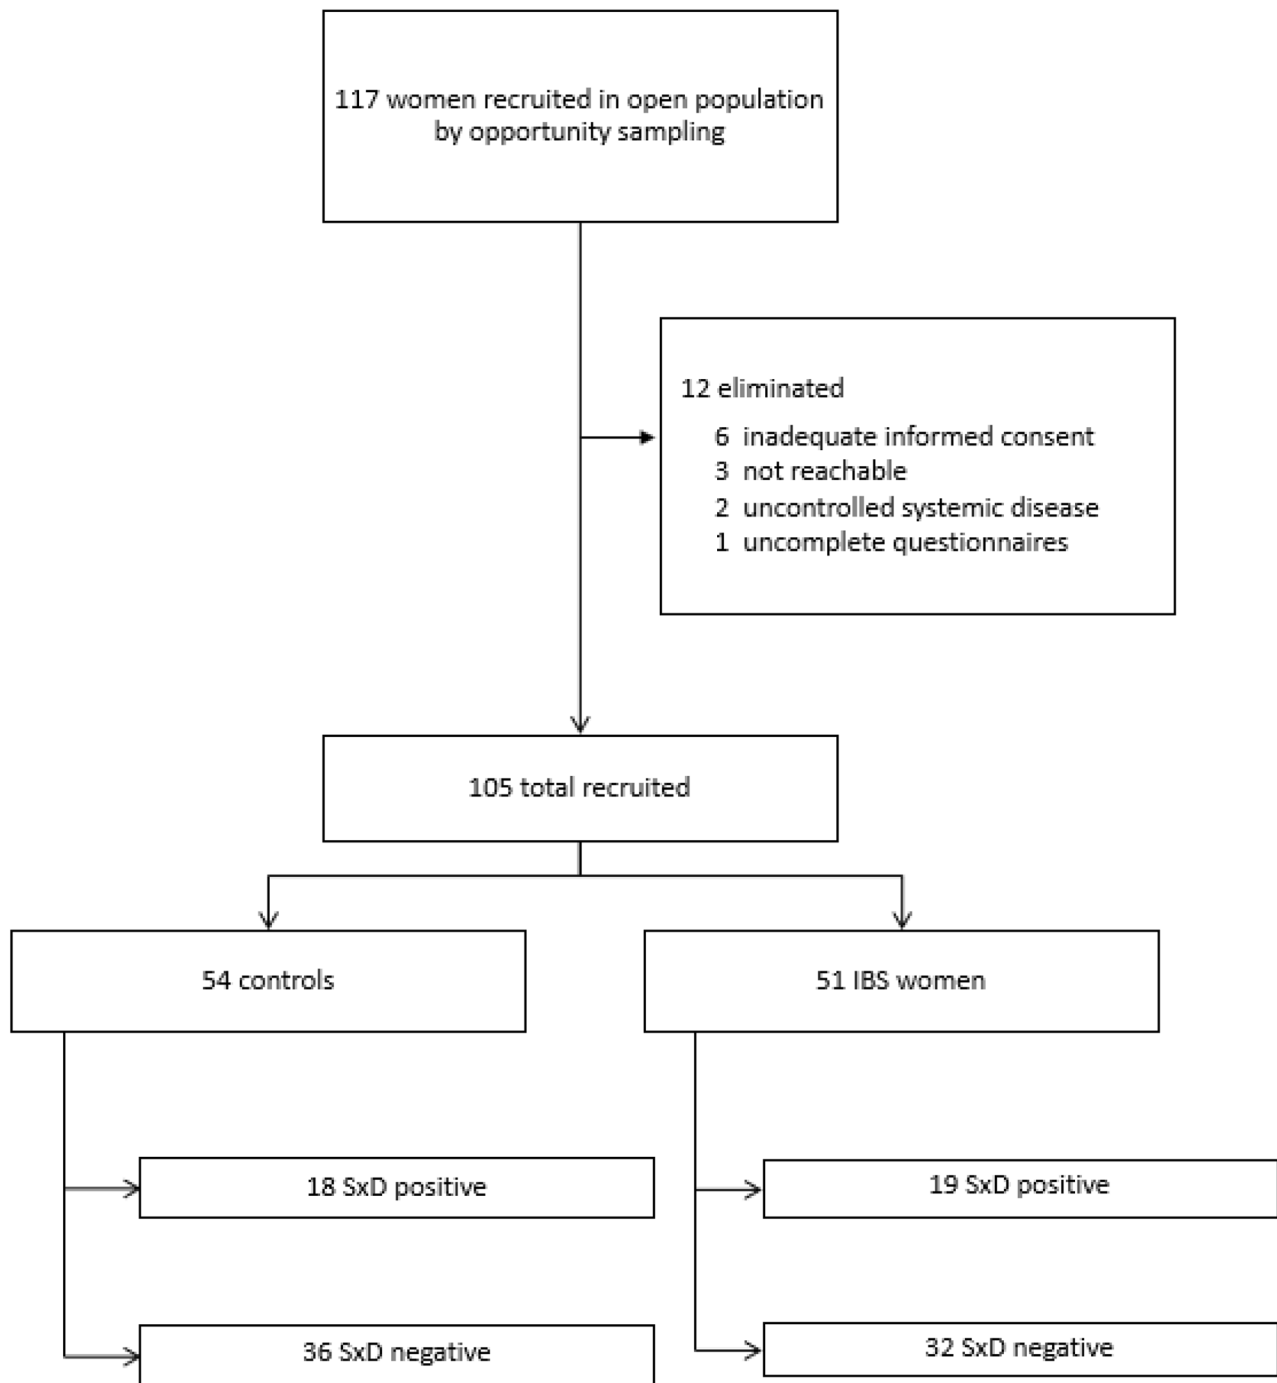 117 women recruited in open population
by opportunity sampling
12 eliminated
6 inadequate informed consent
3 not reachable
2 uncontrolled systemic disease
1 uncomplete questionnaires
105 total recruited
54 controls
51 IBS women
18 SxD positive
19 SxD positive
36 SxD negative
32 SxD negative